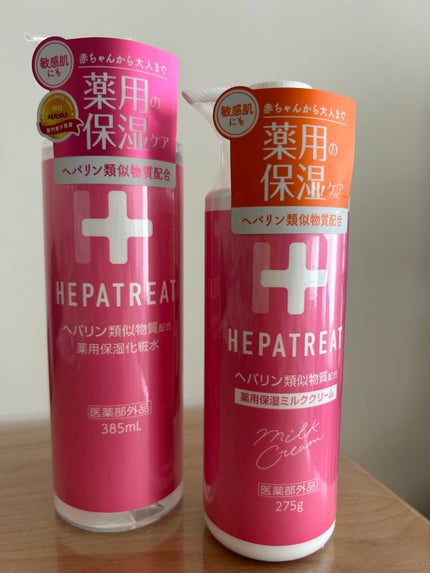 敏感肌
にも
赤ちゃんから大人まで
薬用の
保湿ケア
ヘパリン類似物質配合
HEPATREAT
ヘパリン類似物質配合
薬用保湿化粧水
医薬部外品
385mL
敏感肌
にも
赤ちゃんから大人まで
薬用の
保湿ケア
ヘパリン類似物質配合
HEPATREAT
ヘパリン類似物質配合
薬用保湿ミルククリーム
milk
Cream
医薬部外品
275g